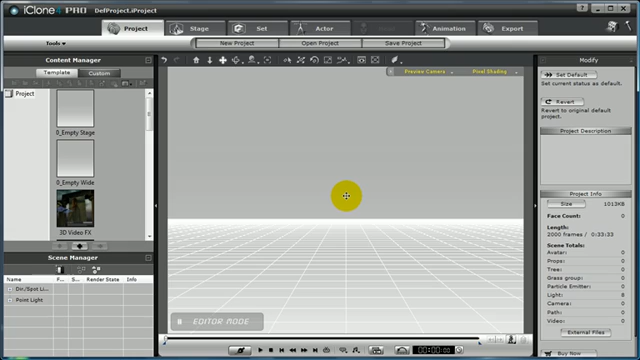 iClone4 PRO DefProject.iProject
Project
Stage
Set
Actor
Animation
Export
Tools
New Project
Open Project
Save Project
Content Manager
Template
Custom
Project
0_Empty Stage
0_Empty Wide
3D Video FX
Scene Manager
Name F... S... Render State Info
Dir./Spot Li...
Point Light
Preview Camera
Pixel Shading
EDITOR MODE
00:00:00
Modify
Set Default
Set current status as default.
Revert
Revert to original default
project.
Project Description
Project Info
Size 1013KB
Face Count: 0
Length:
2000 frames / 0:33:33
Scene Totals:
Avatar: 0
Props: 0
Tree: 0
Grass group: 0
Particle Emitter: 0
Light: 8
Camera: 0
Path: 0
Video: 0
External Files
Buy Now